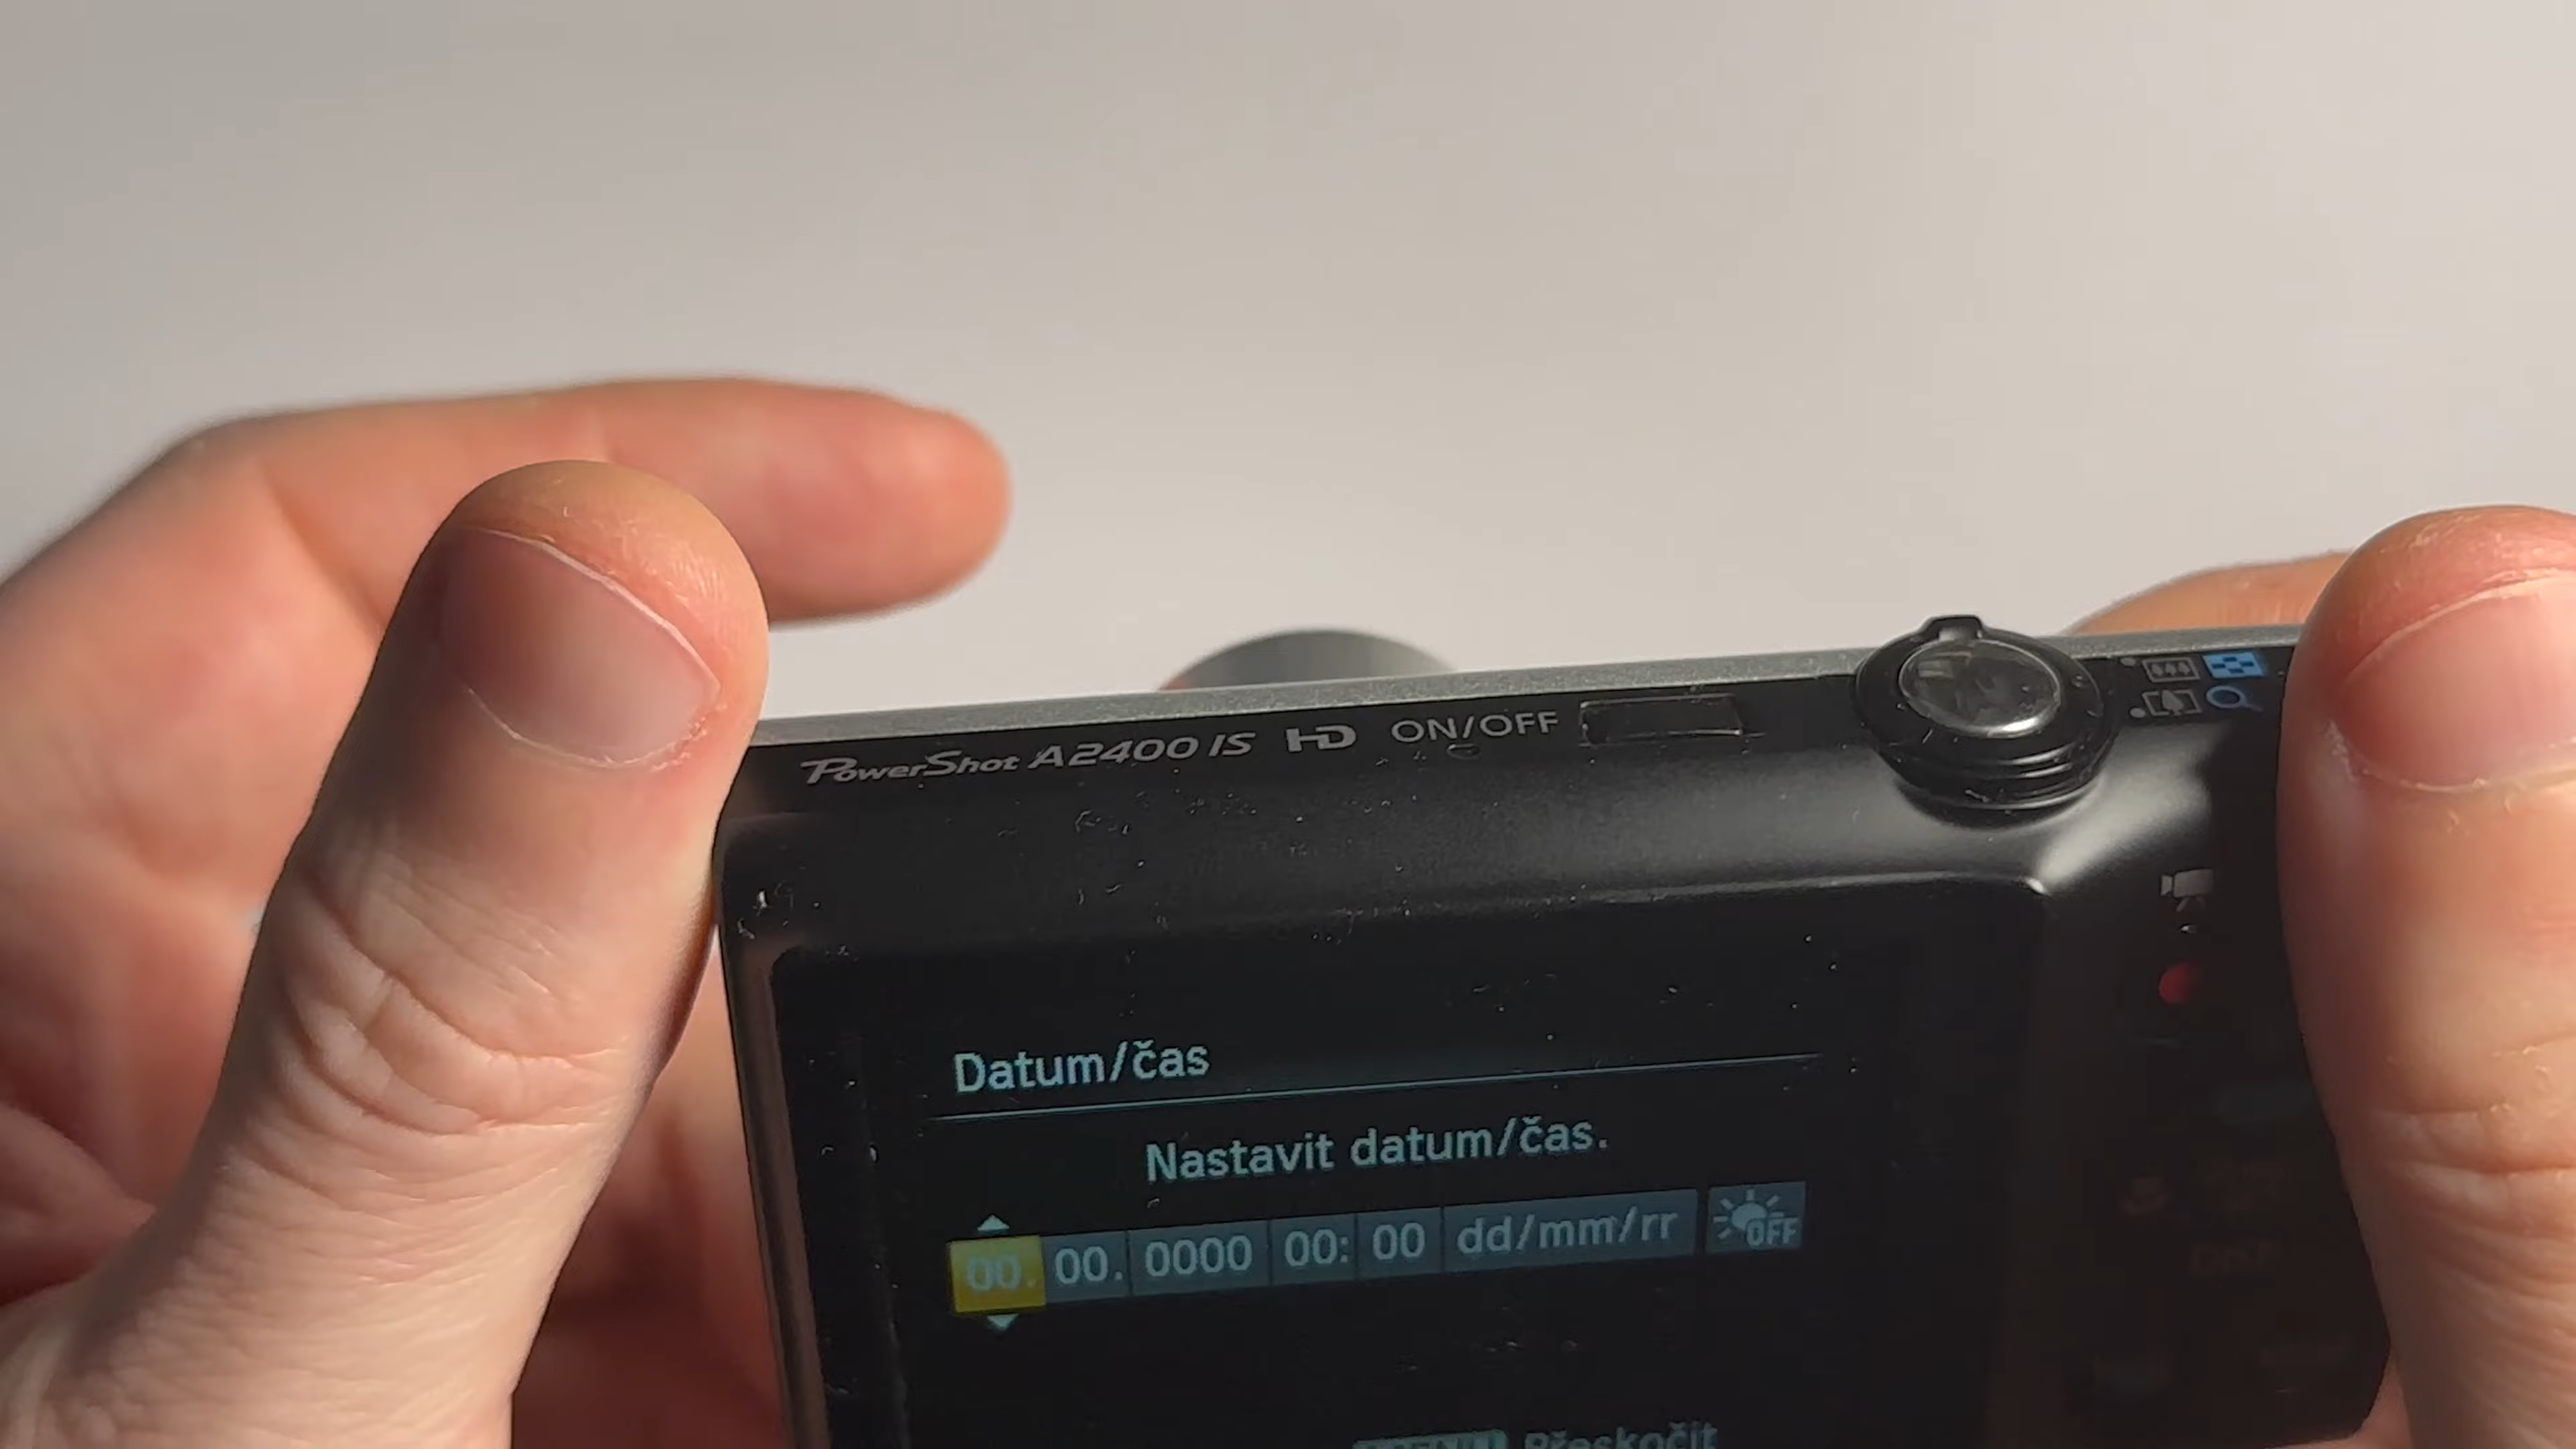 PowerShot A2400 IS HD ON/OFF
Datum/čas
Nastavit datum/čas.
00. 00. 0000 00: 00 dd/mm/rr OFF
Přeskočit